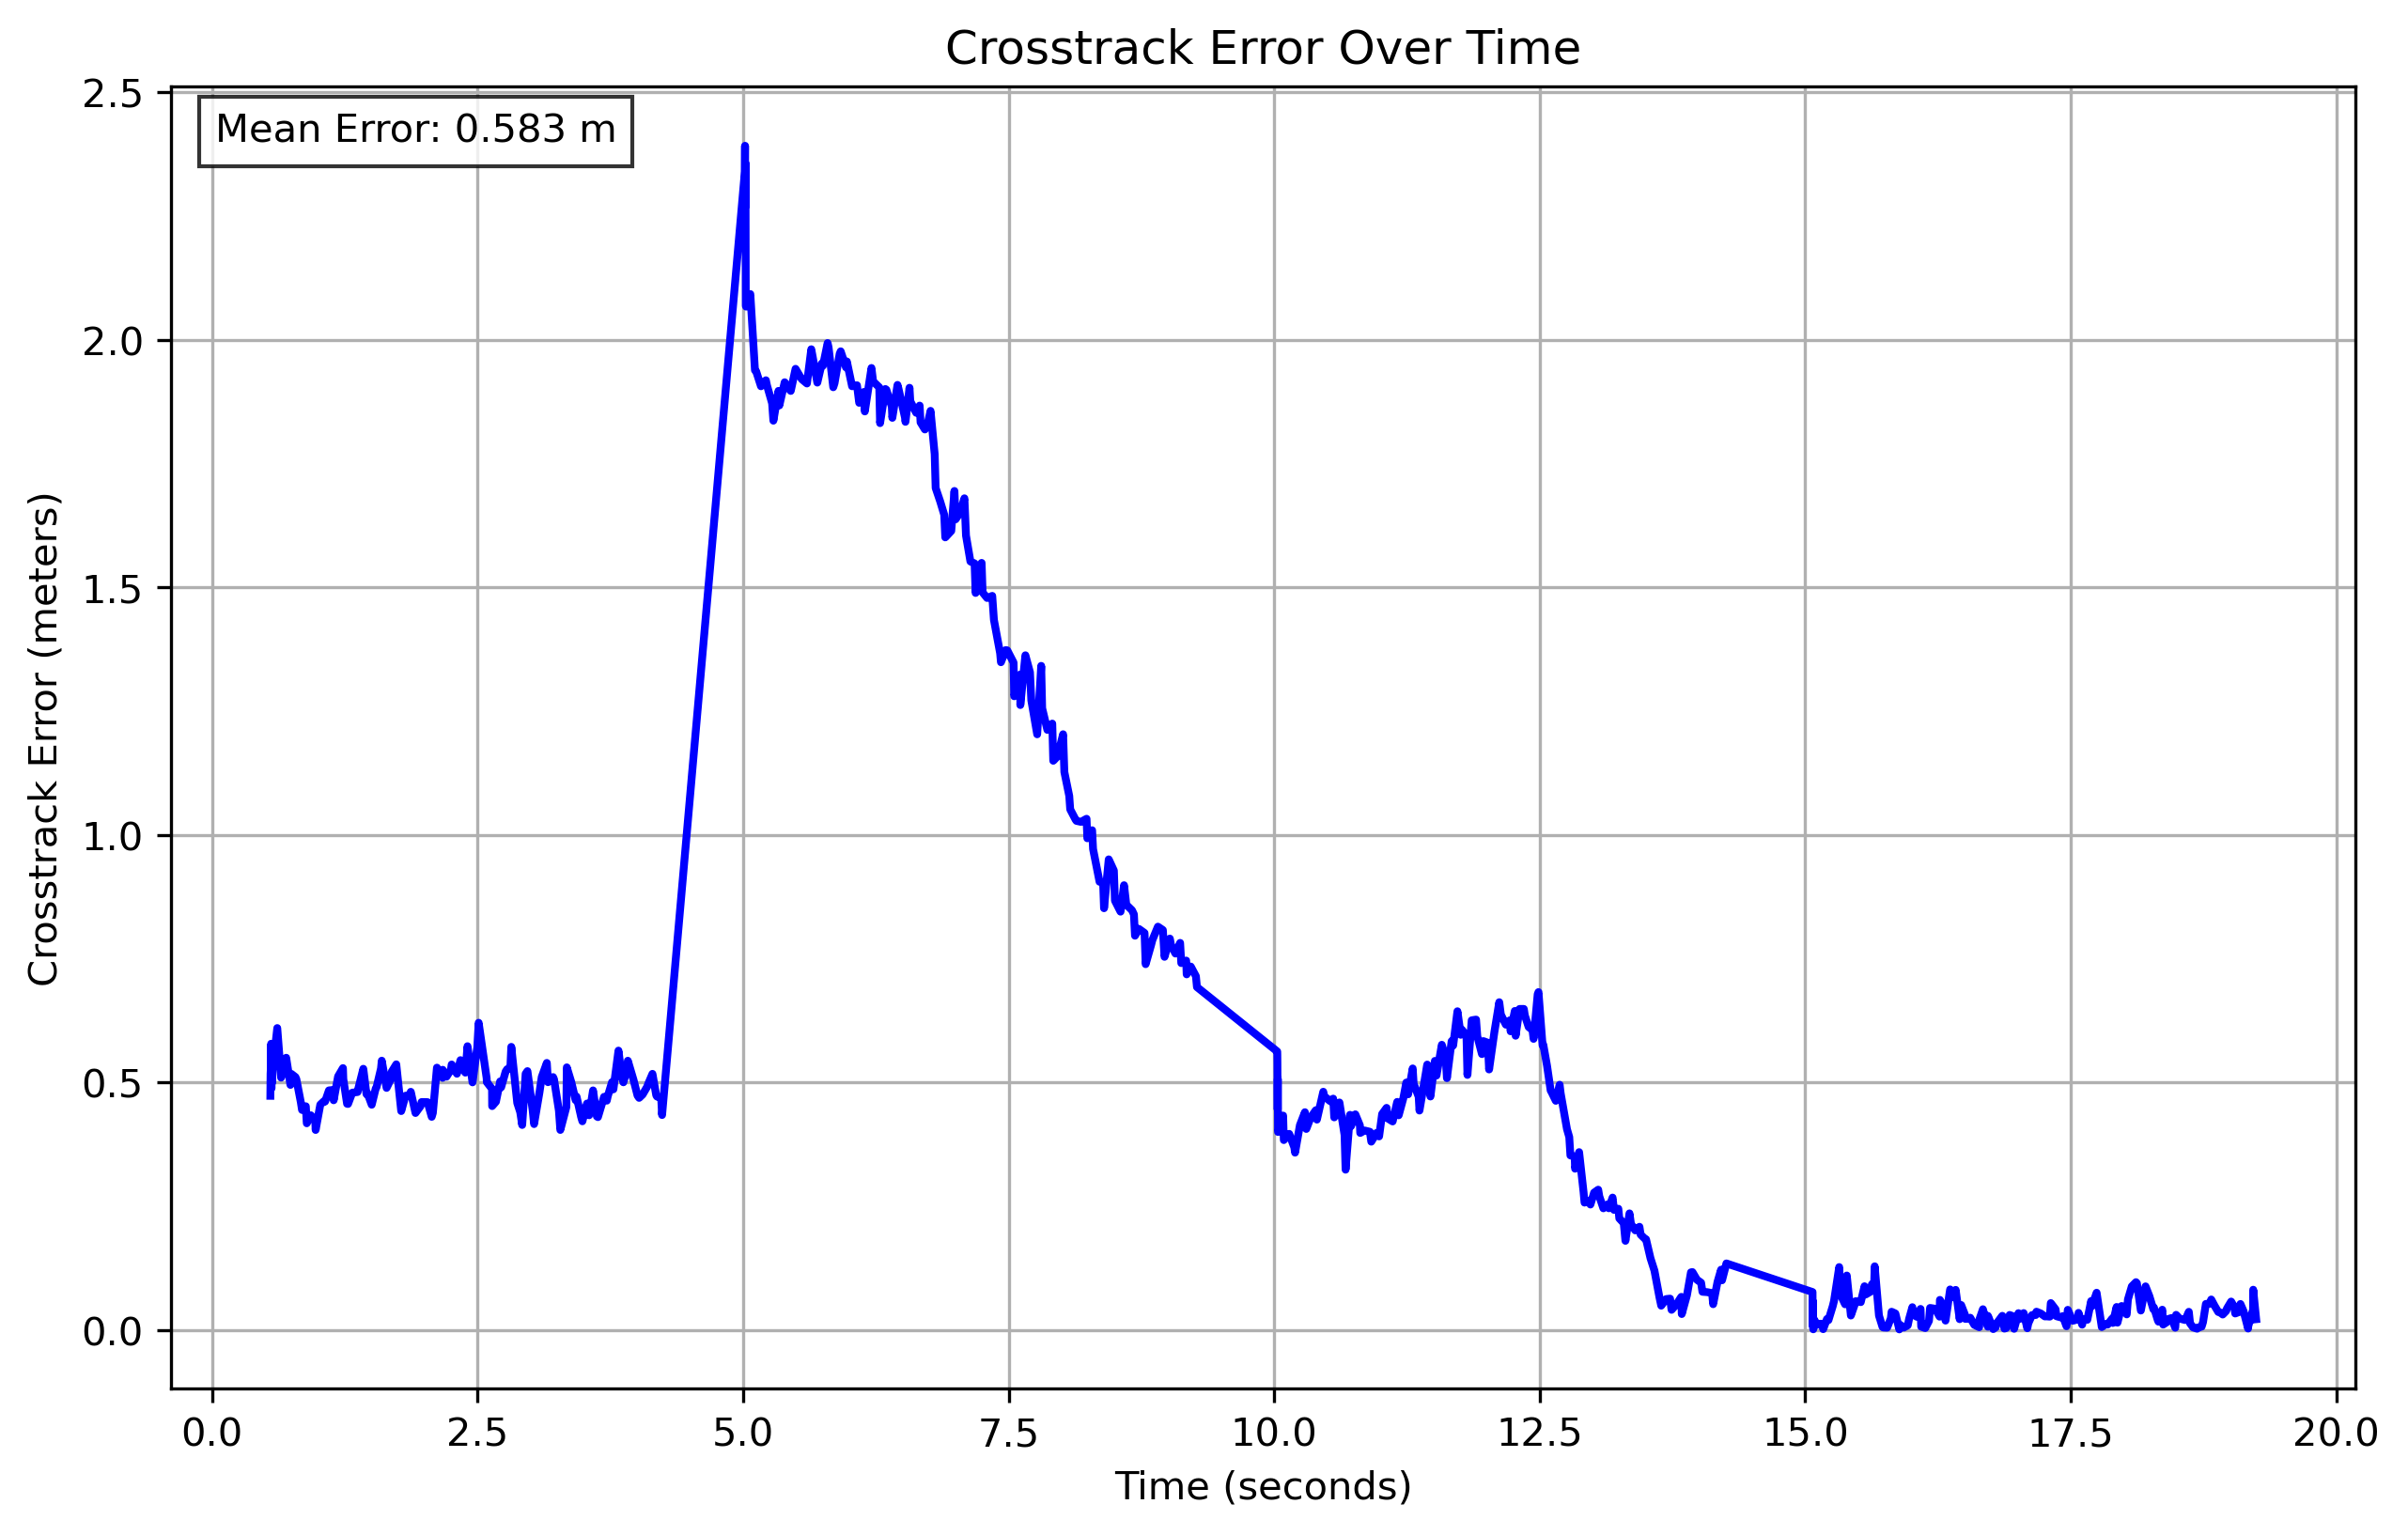 Crosstrack Error Over Time
Mean Error: 0.583 m
Crosstrack Error (meters)
2.5
2.0
1.5
1.0
0.5
0.0
0.0 2.5 5.0 7.5 10.0 12.5 15.0 17.5 20.0
Time (seconds)